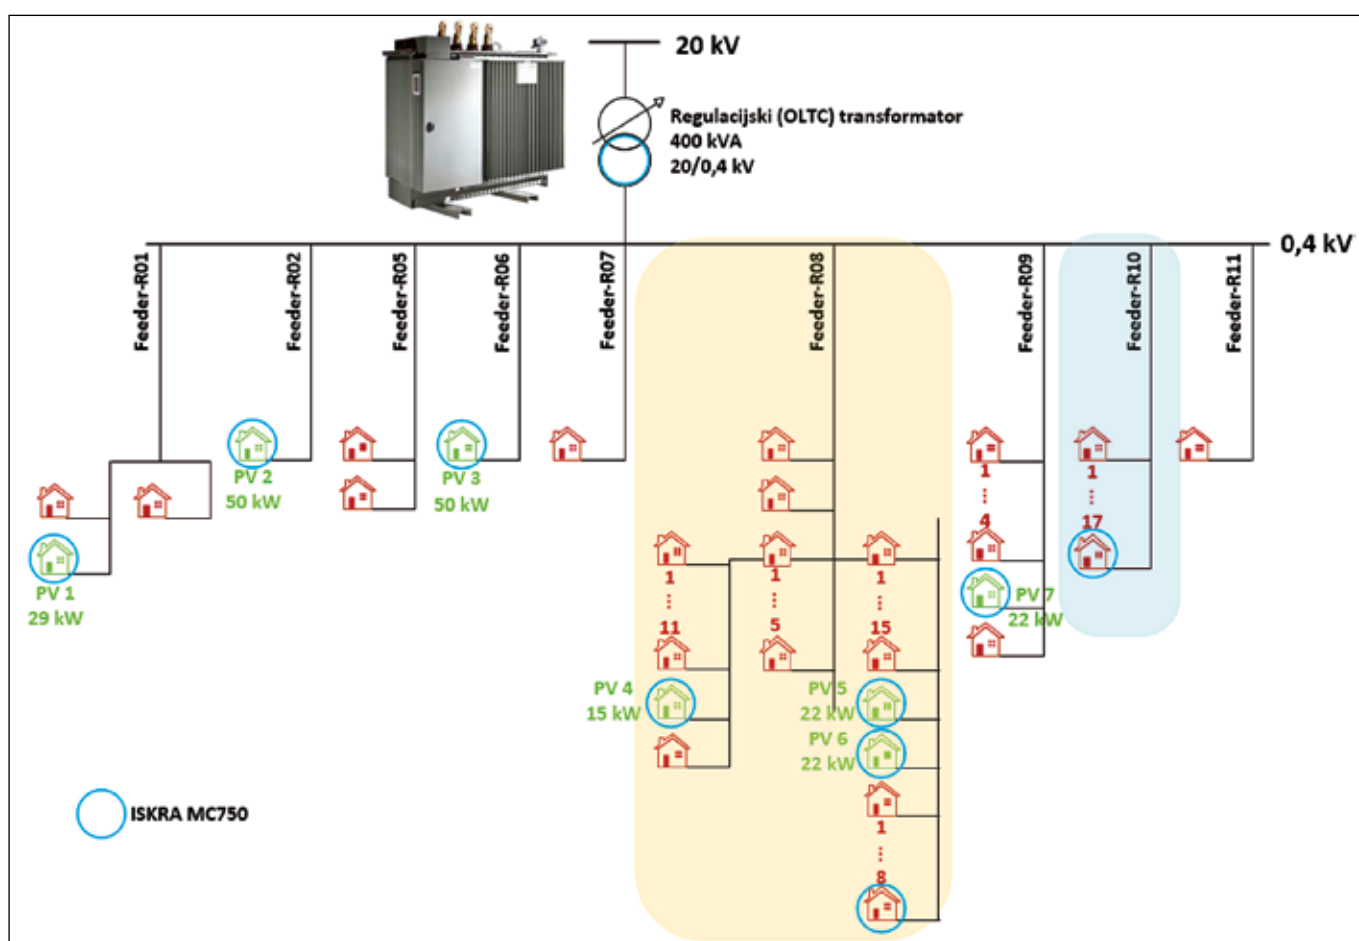 20 kV
Regulacijski (OLTC) transformator
400 kVA
20/0,4 kV
0,4 kV
Feeder-R01
Feeder-R02
Feeder-R05
Feeder-R06
Feeder-R07
Feeder-R08
Feeder-R09
Feeder-R10
Feeder-R11
PV 1
29 kW
PV 2
50 kW
PV 3
50 kW
1
11
PV 4
15 kW
1
5
1
15
PV 5
22 kW
PV 6
22 kW
1
8
1
4
PV 7
22 kW
1
17
ISKRA MC750